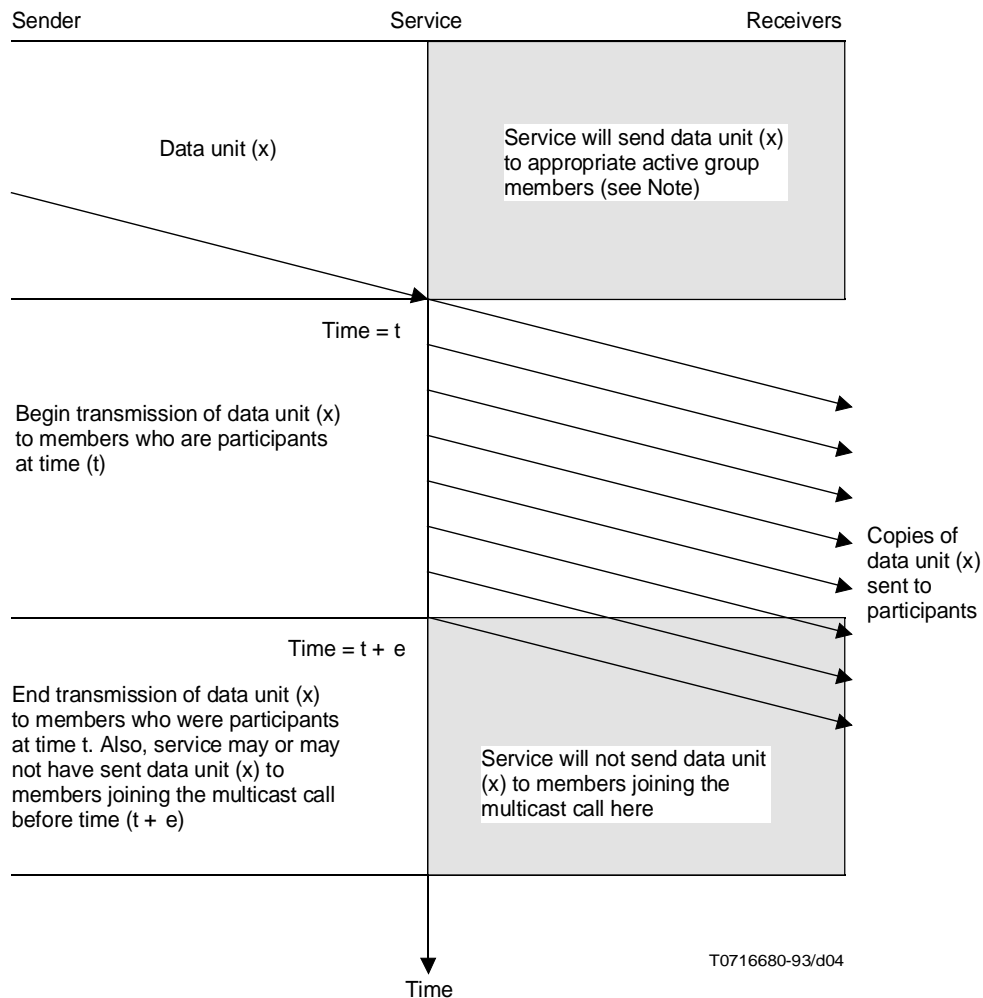 Sender Service Receivers
Data unit (x)
Service will send data unit (x)
to appropriate active group
members (see Note)
Time = t
Begin transmission of data unit (x)
to members who are participants
at time (t)
Copies of
data unit (x)
sent to
participants
Time = t + e
End transmission of data unit (x)
to members who were participants
at time t. Also, service may or may
not have sent data unit (x) to
members joining the multicast call
before time (t + e)
Service will not send data unit
(x) to members joining the
multicast call here
T0716680-93/d04
Time